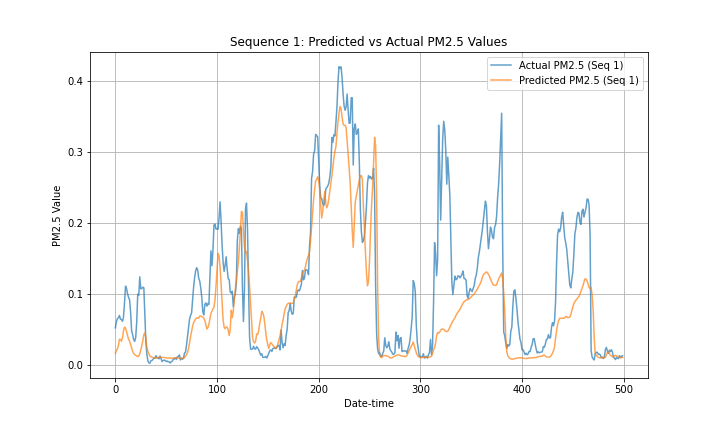 Sequence 1: Predicted vs Actual PM2.5 Values
Actual PM2.5 (Seq 1)
Predicted PM2.5 (Seq 1)
0.4
0.3
0.2
0.1
0.0
PM2.5 Value
0 100 200 300 400 500
Date-time